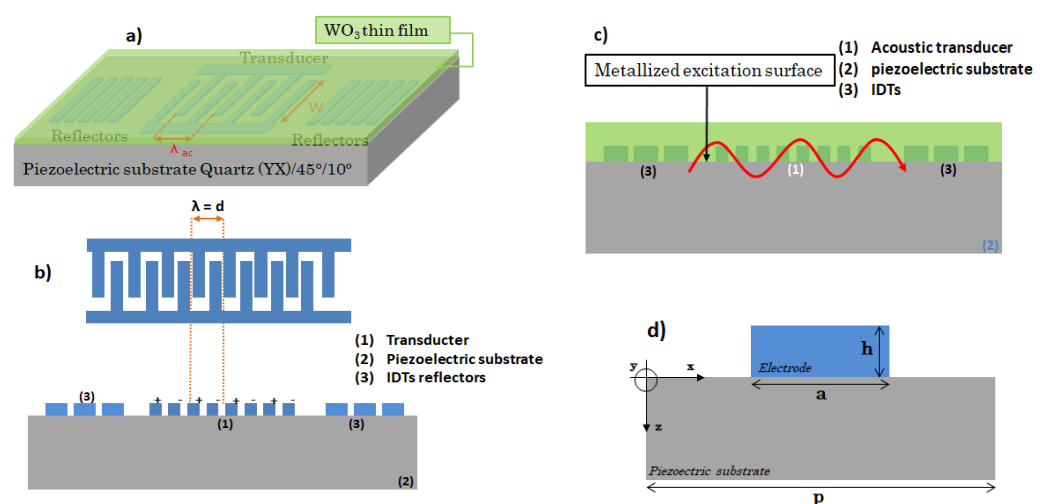 a)
WO3 thin film
Transducer
W
Reflectors
Reflectors
λ ac
Piezoelectric substrate Quartz (YX)/45°/10°
λ = d
b)
(1) Transducter
(2) Piezoelectric substrate
(3) IDTs reflectors
(3)
+ - + - + - + -
(1)
(3)
(2)
c)
(1) Acoustic transducer
(2) piezoelectric substrate
(3) IDTs
Metallized excitation surface
(3)
(1)
(3)
(2)
d)
h
Electrode
y
x
a
z
Piezoectric substrate
p